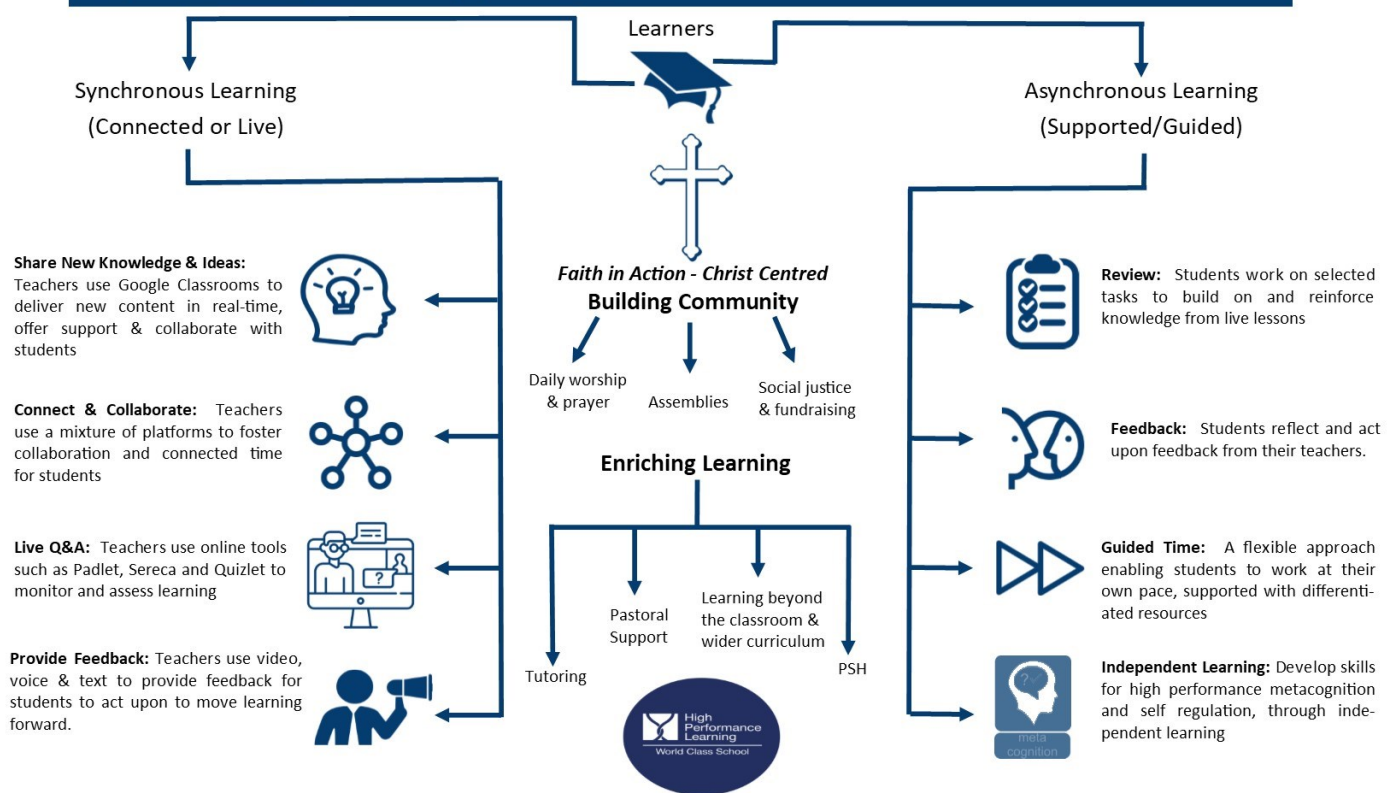 Learners
Synchronous Learning
(Connected or Live)
Share New Knowledge & Ideas:
Teachers use Google Classrooms to
deliver new content in real-time,
offer support & collaborate with
students
Connect & Collaborate: Teachers
use a mixture of platforms to foster
collaboration and connected time
for students
Live Q&A: Teachers use online tools
such as Padlet, Sereca and Quizlet to
monitor and assess learning
Provide Feedback: Teachers use video,
voice & text to provide feedback for
students to act upon to move learning
forward.
Faith in Action - Christ Centred
Building Community
Daily worship
& prayer
Assemblies
Social justice
& fundraising
Enriching Learning
Tutoring
Pastoral
Support
Learning beyond
the classroom &
wider curriculum
PSH
High
Performance
Learning
World Class School
Asynchronous Learning
(Supported/Guided)
Review: Students work on selected
tasks to build on and reinforce
knowledge from live lessons
Feedback: Students reflect and act
upon feedback from their teachers.
Guided Time: A flexible approach
enabling students to work at their
own pace, supported with differenti-
ated resources
Independent Learning: Develop skills
for high performance metacognition
and self regulation, through inde-
pendent learning
meta
cognition